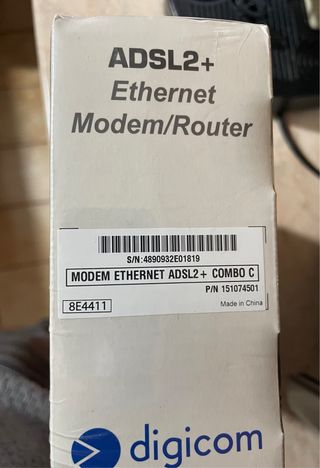 ADSL2+
Ethernet
Modem/Router
S/N:4890932E01819
MODEM ETHERNET ADSL2+ COMBO C
P/N 151074501
8E4411
Made in China
digicom